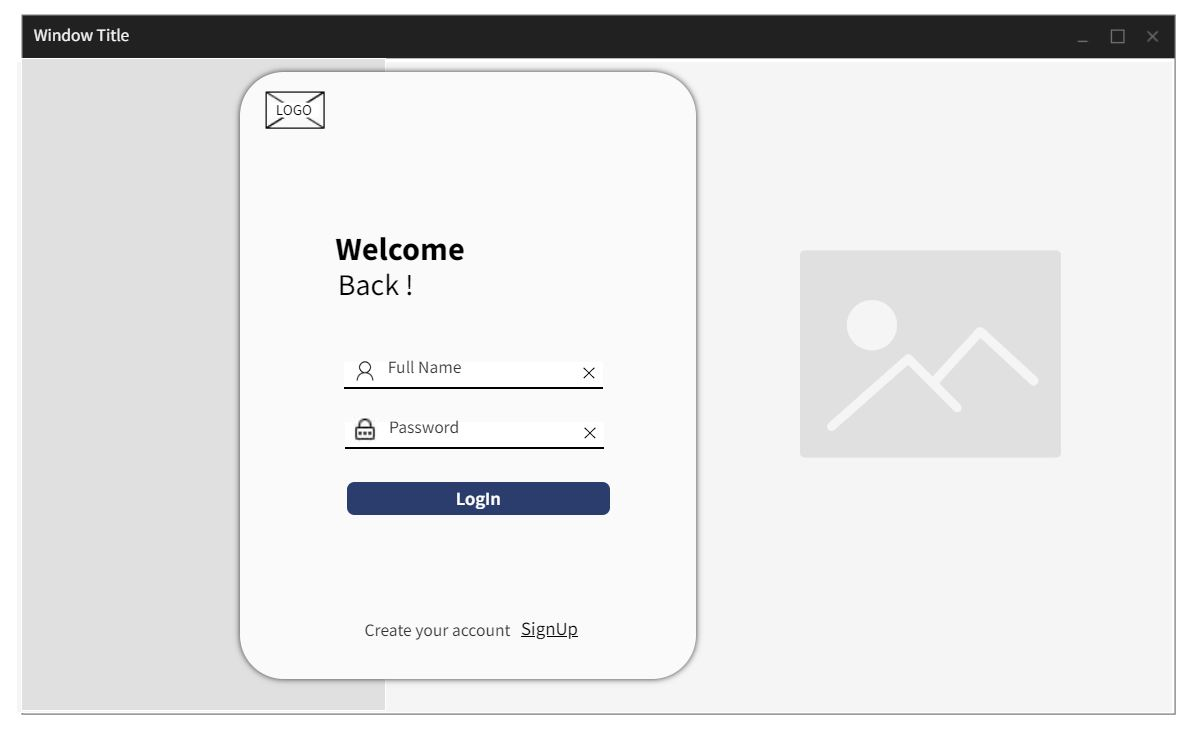 Window Title
LOGO
Welcome
Back !
Full Name
Password
LogIn
Create your account SignUp